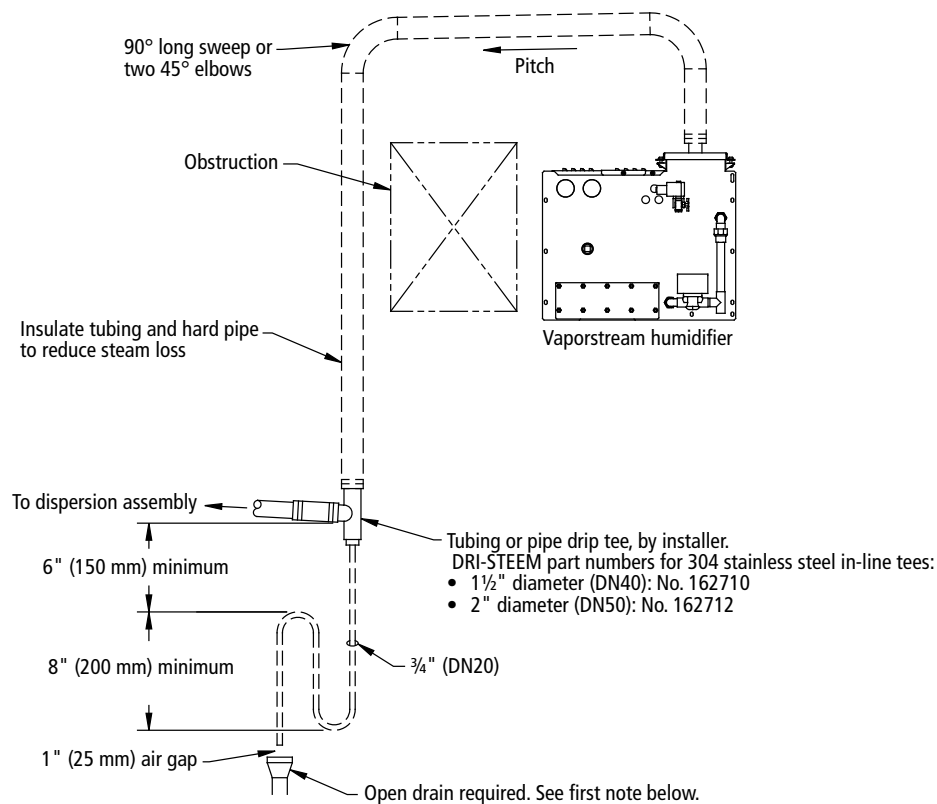 90° long sweep or
two 45° elbows
Pitch
Obstruction
Vaporstream humidifier
Insulate tubing and hard pipe
to reduce steam loss
To dispersion assembly
Tubing or pipe drip tee, by installer.
DRI-STEEM part numbers for 304 stainless steel in-line tees:
• 1½" diameter (DN40): No. 162710
• 2" diameter (DN50): No. 162712
6" (150 mm) minimum
8" (200 mm) minimum
¾" (DN20)
1" (25 mm) air gap
Open drain required. See first note below.